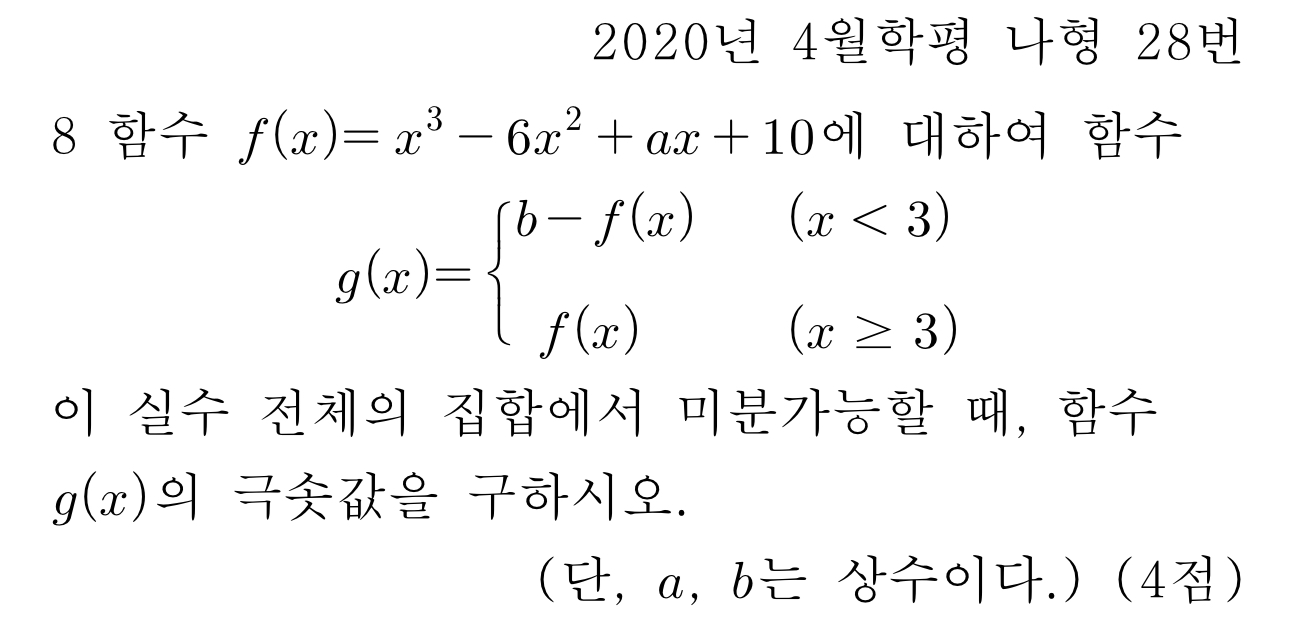 2020년 4월학평 나형 28번
8 함수 f(x)= x³ − 6x² + ax + 10에 대하여 함수
b − f(x) (x < 3)
g(x)= {
f(x) (x ≥ 3)
이 실수 전체의 집합에서 미분가능할 때, 함수
g(x)의 극솟값을 구하시오.
(단, a, b는 상수이다.) (4점)